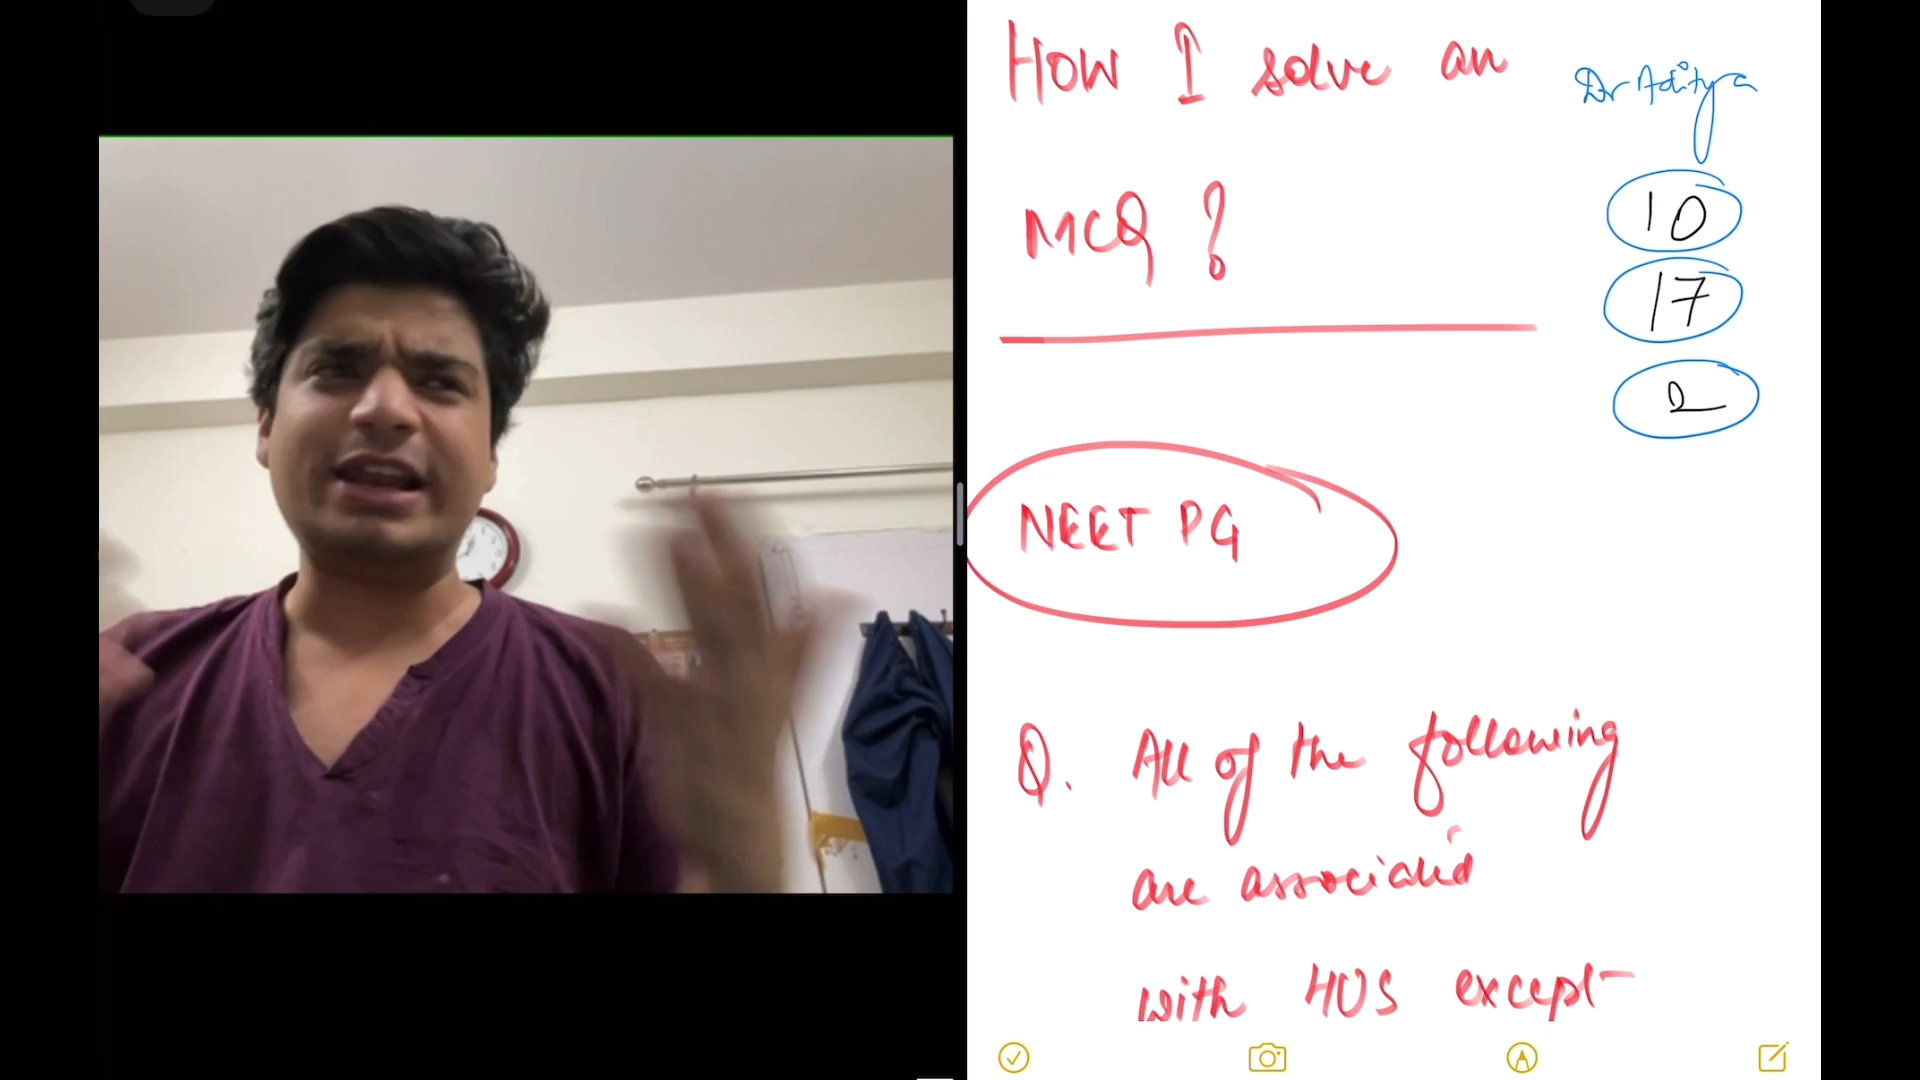 How I solve an
Dr Aditya
MCQ ?
10
17
2
NEET PG
Q. All of the following
are associated
with HUS except